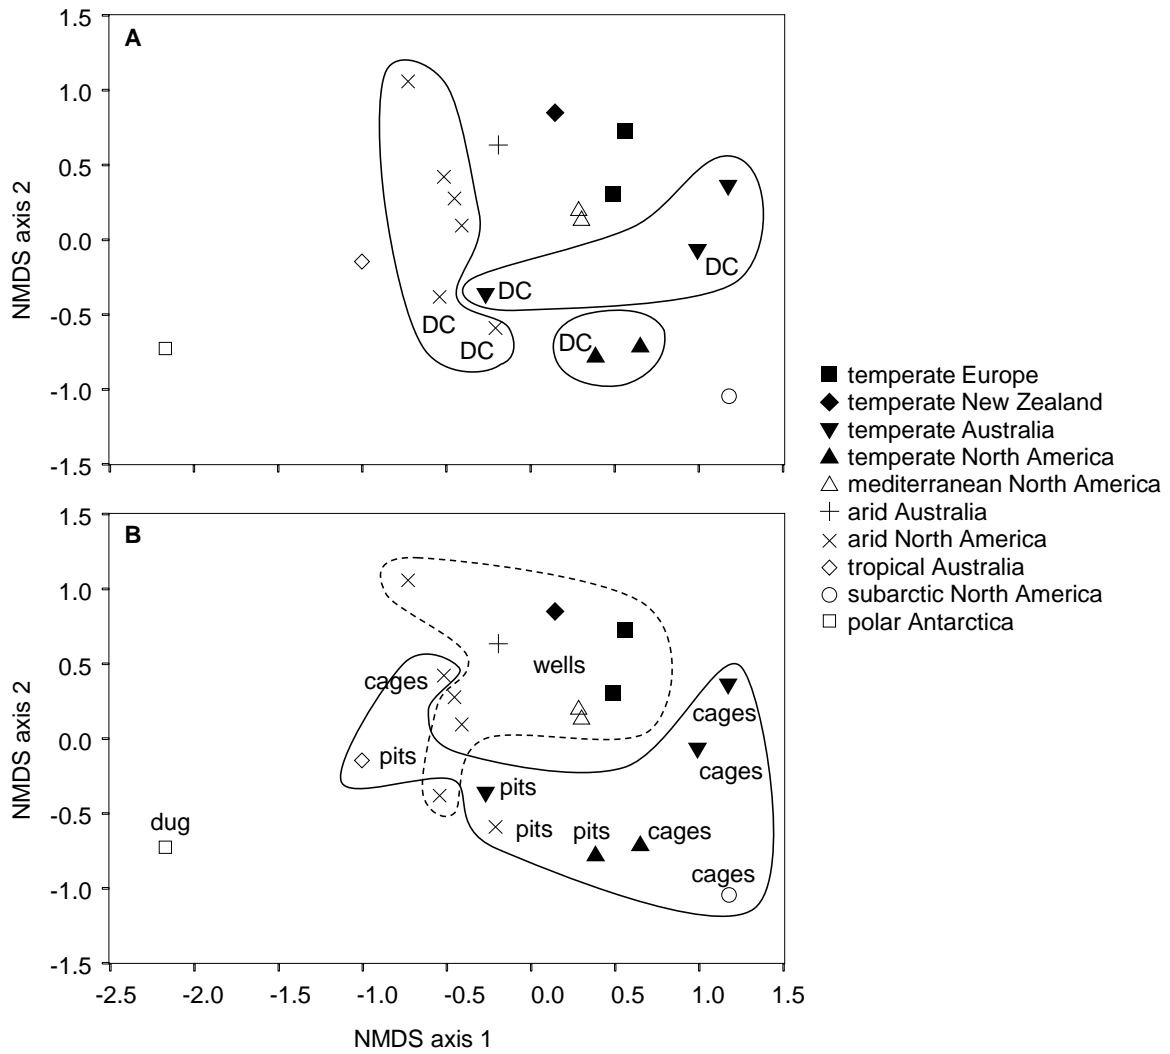 1.5
A
1.0
0.5
0.0
-0.5
-1.0
-1.5
NMDS axis 2
DC
DC
DC
DC
DC
temperate Europe
temperate New Zealand
temperate Australia
temperate North America
mediterranean North America
arid Australia
arid North America
tropical Australia
subarctic North America
polar Antarctica
1.5
B
1.0
0.5
0.0
-0.5
-1.0
-1.5
NMDS axis 2
wells
cages
cages
pits
cages
pits
pits
pits
cages
dug
cages
-2.5 -2.0 -1.0 -0.5 0.0 0.5 1.0 1.5
NMDS axis 1